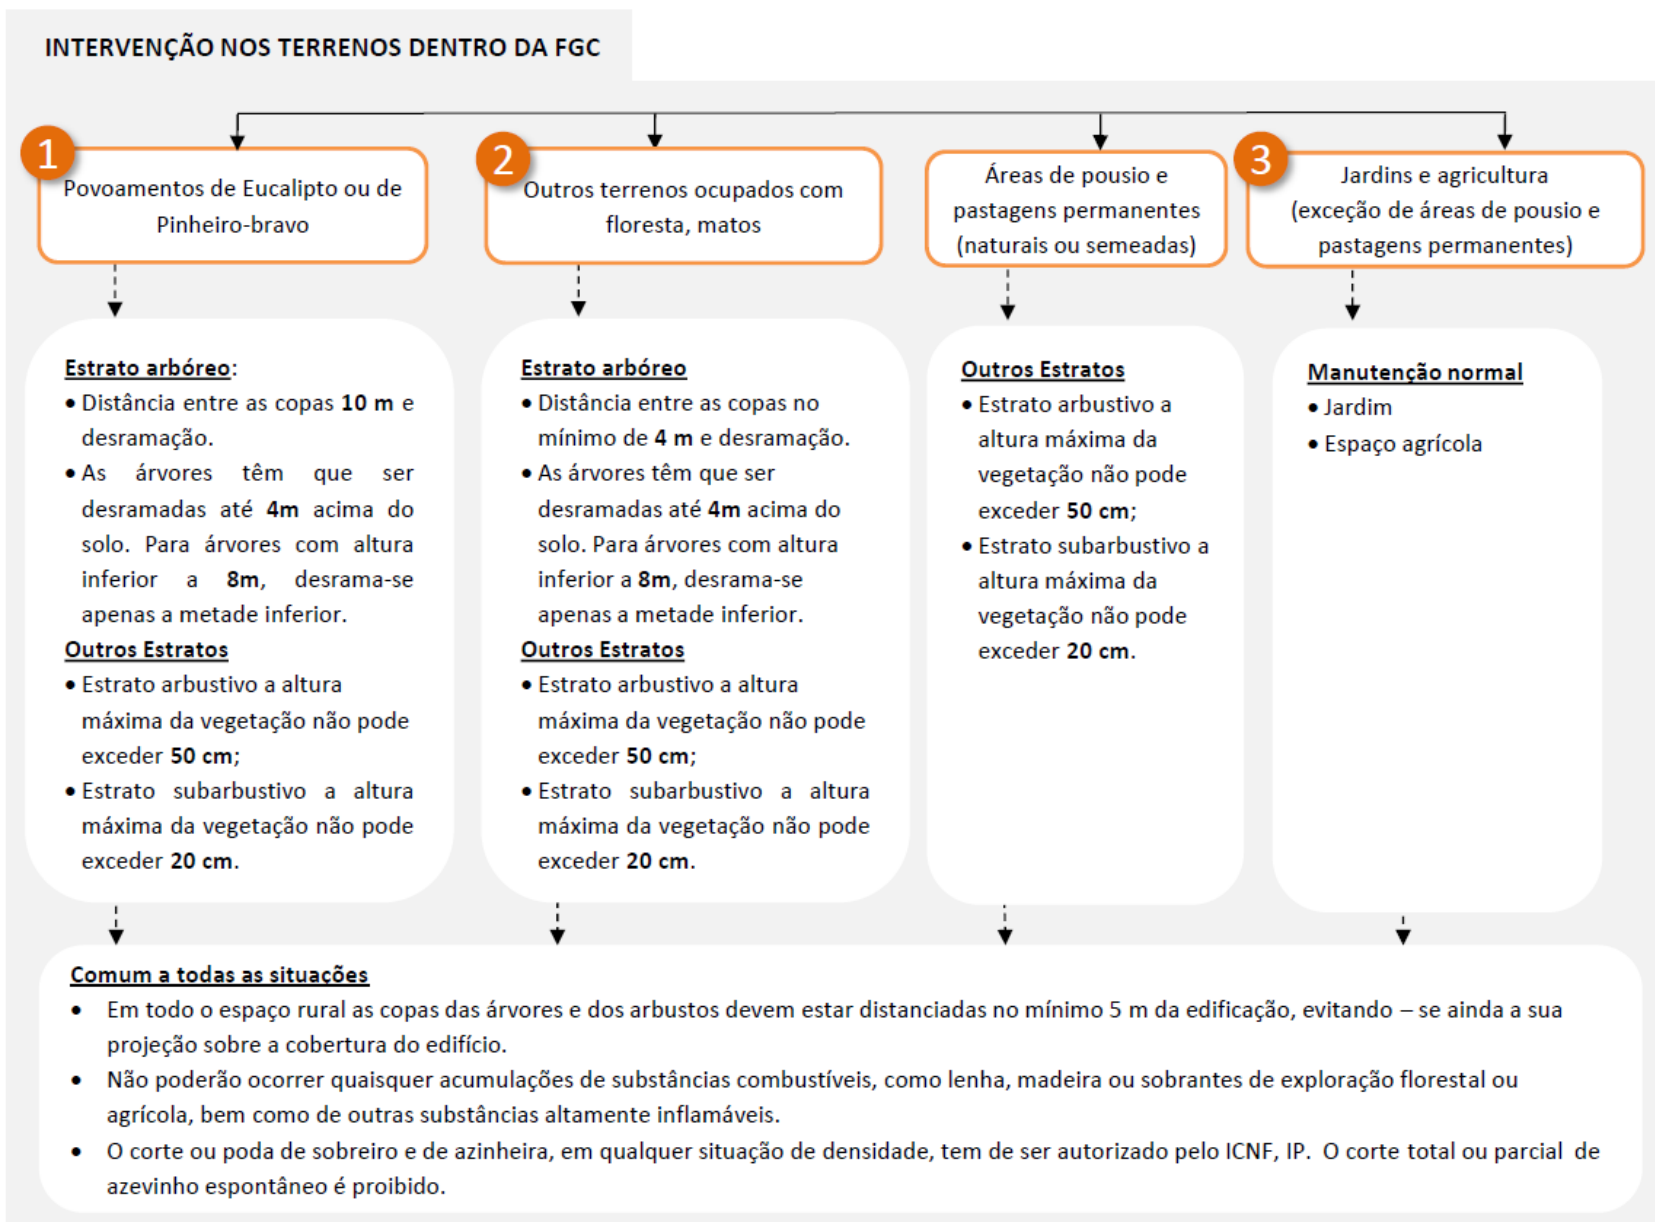 INTERVENÇÃO NOS TERRENOS DENTRO DA FGC
1
Povoamentos de Eucalipto ou de
Pinheiro-bravo
2
Outros terrenos ocupados com
floresta, matos
Áreas de pousio e
pastagens permanentes
(naturais ou semeadas)
3
Jardins e agricultura
(exceção de áreas de pousio e
pastagens permanentes)
Estrato arbóreo:
• Distância entre as copas 10 m e
desramação.
• As árvores têm que ser
desramadas até 4m acima do
solo. Para árvores com altura
inferior a 8m, desrama-se
apenas a metade inferior.
Outros Estratos
• Estrato arbustivo a altura
máxima da vegetação não pode
exceder 50 cm;
• Estrato subarbustivo a altura
máxima da vegetação não pode
exceder 20 cm.
Estrato arbóreo
• Distância entre as copas no
mínimo de 4 m e desramação.
• As árvores têm que ser
desramadas até 4m acima do
solo. Para árvores com altura
inferior a 8m, desrama-se
apenas a metade inferior.
Outros Estratos
• Estrato arbustivo a altura
máxima da vegetação não pode
exceder 50 cm;
• Estrato subarbustivo a altura
máxima da vegetação não pode
exceder 20 cm.
Outros Estratos
• Estrato arbustivo a
altura máxima da
vegetação não pode
exceder 50 cm;
• Estrato subarbustivo a
altura máxima da
vegetação não pode
exceder 20 cm.
Manutenção normal
• Jardim
• Espaço agrícola
Comum a todas as situações
• Em todo o espaço rural as copas das árvores e dos arbustos devem estar distanciadas no mínimo 5 m da edificação, evitando – se ainda a sua
projeção sobre a cobertura do edifício.
• Não poderão ocorrer quaisquer acumulações de substâncias combustíveis, como lenha, madeira ou sobrantes de exploração florestal ou
agrícola, bem como de outras substâncias altamente inflamáveis.
• O corte ou poda de sobreiro e de azinheira, em qualquer situação de densidade, tem de ser autorizado pelo ICNF, IP. O corte total ou parcial de
azevinho espontâneo é proibido.